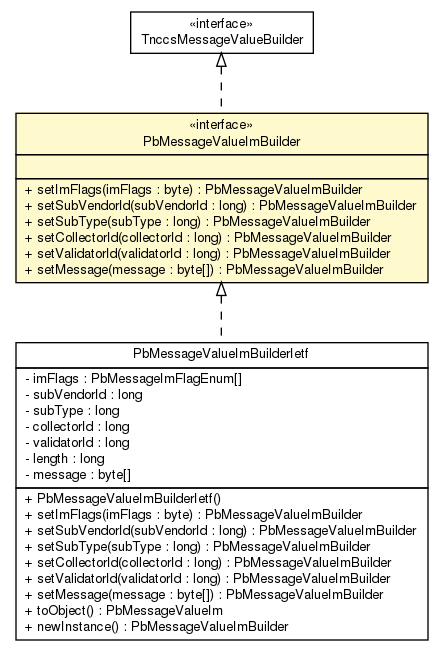 «interface»
TnccsMessageValueBuilder
«interface»
PbMessageValueImBuilder
+ setImFlags(imFlags : byte) : PbMessageValueImBuilder
+ setSubVendorId(subVendorId : long) : PbMessageValueImBuilder
+ setSubType(subType : long) : PbMessageValueImBuilder
+ setCollectorId(collectorId : long) : PbMessageValueImBuilder
+ setValidatorId(validatorId : long) : PbMessageValueImBuilder
+ setMessage(message : byte[]) : PbMessageValueImBuilder
PbMessageValueImBuilderIetf
- imFlags : PbMessageImFlagEnum[]
- subVendorId : long
- subType : long
- collectorId : long
- validatorId : long
- length : long
- message : byte[]
+ PbMessageValueImBuilderIetf()
+ setImFlags(imFlags : byte) : PbMessageValueImBuilder
+ setSubVendorId(subVendorId : long) : PbMessageValueImBuilder
+ setSubType(subType : long) : PbMessageValueImBuilder
+ setCollectorId(collectorId : long) : PbMessageValueImBuilder
+ setValidatorId(validatorId : long) : PbMessageValueImBuilder
+ setMessage(message : byte[]) : PbMessageValueImBuilder
+ toObject() : PbMessageValueIm
+ newInstance() : PbMessageValueImBuilder